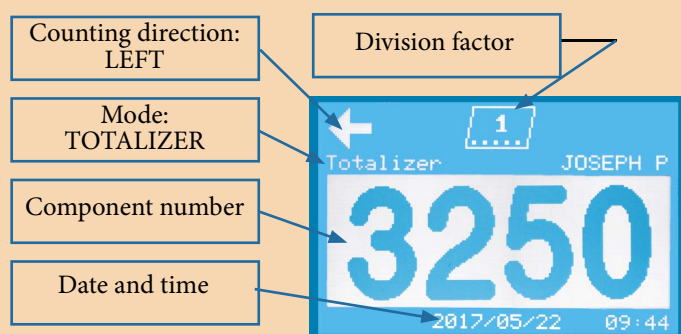 Counting direction:
LEFT
Division factor
Mode:
TOTALIZER
Component number
Date and time
1
.....
Totalizer JOSEPH P
3250
2017/05/22 09:44